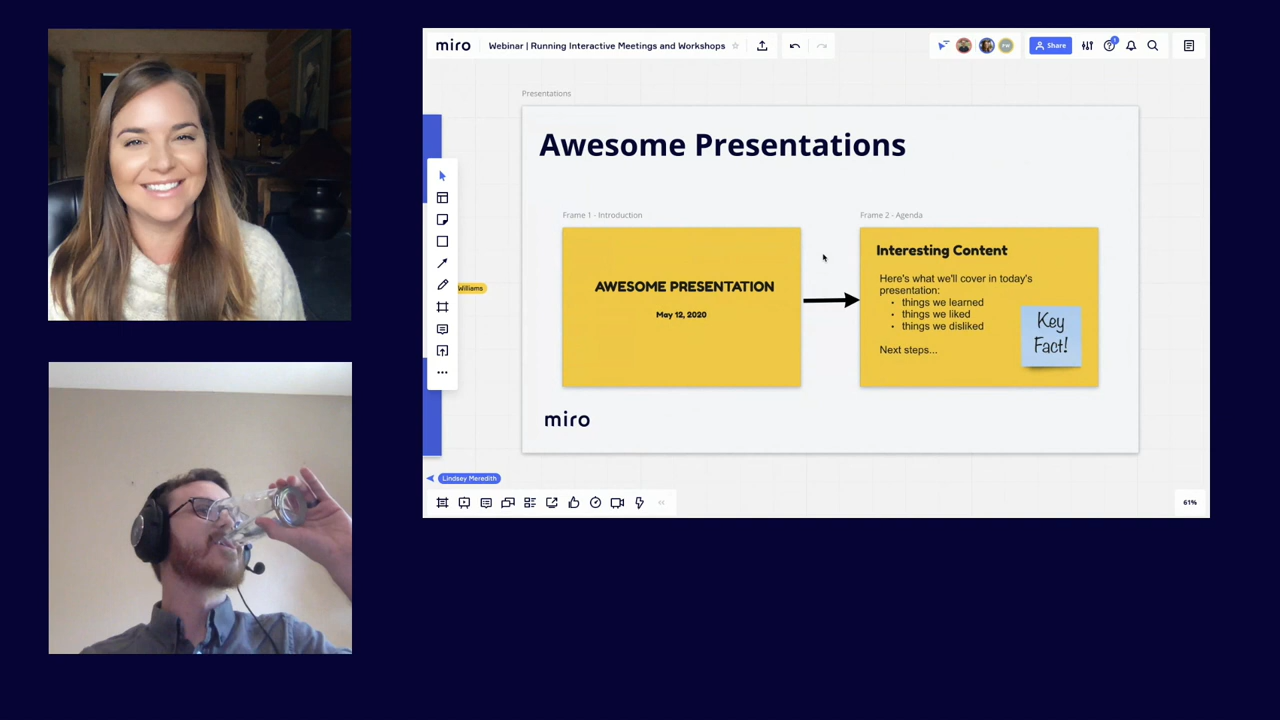 miro
Webinar | Running Interactive Meetings and Workshops
Share
1
Presentations
Awesome Presentations
Frame 1 - Introduction
AWESOME PRESENTATION
May 12, 2020
Frame 2 - Agenda
Interesting Content
Here's what we'll cover in today's
presentation:
• things we learned
• things we liked
• things we disliked
Next steps...
Key
Fact!
Williams
miro
Lindsey Meredith
61%